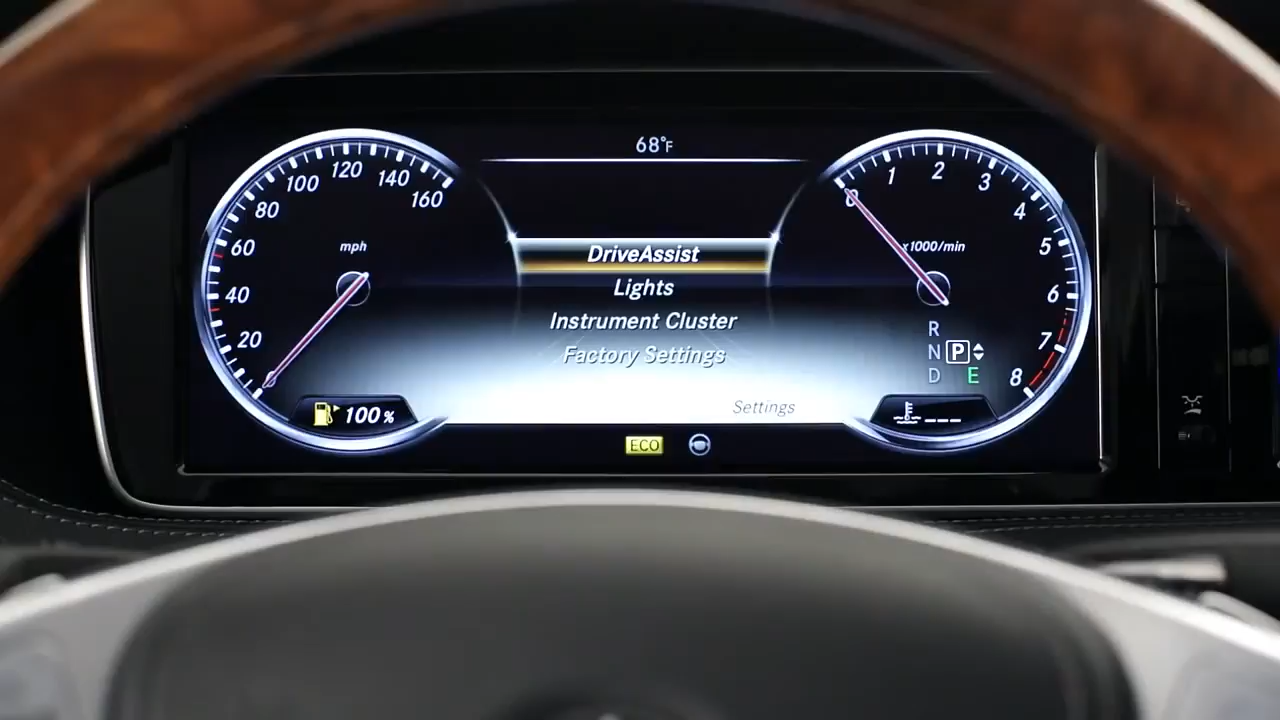 68°F
120
100
140
160
80
60
mph
40
20
100%
DriveAssist
Lights
Instrument Cluster
Factory Settings
Settings
ECO
0
1
2
3
4
5
6
7
8
x1000/min
R
N P
D E
---